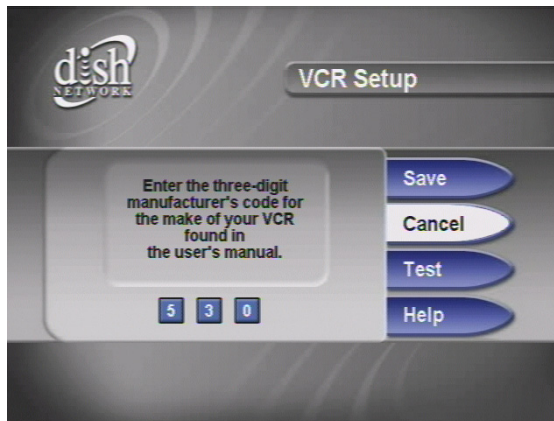 dish
NETWORK
VCR Setup
Enter the three-digit
manufacturer's code for
the make of your VCR
found in
the user's manual.
5 3 0
Save
Cancel
Test
Help